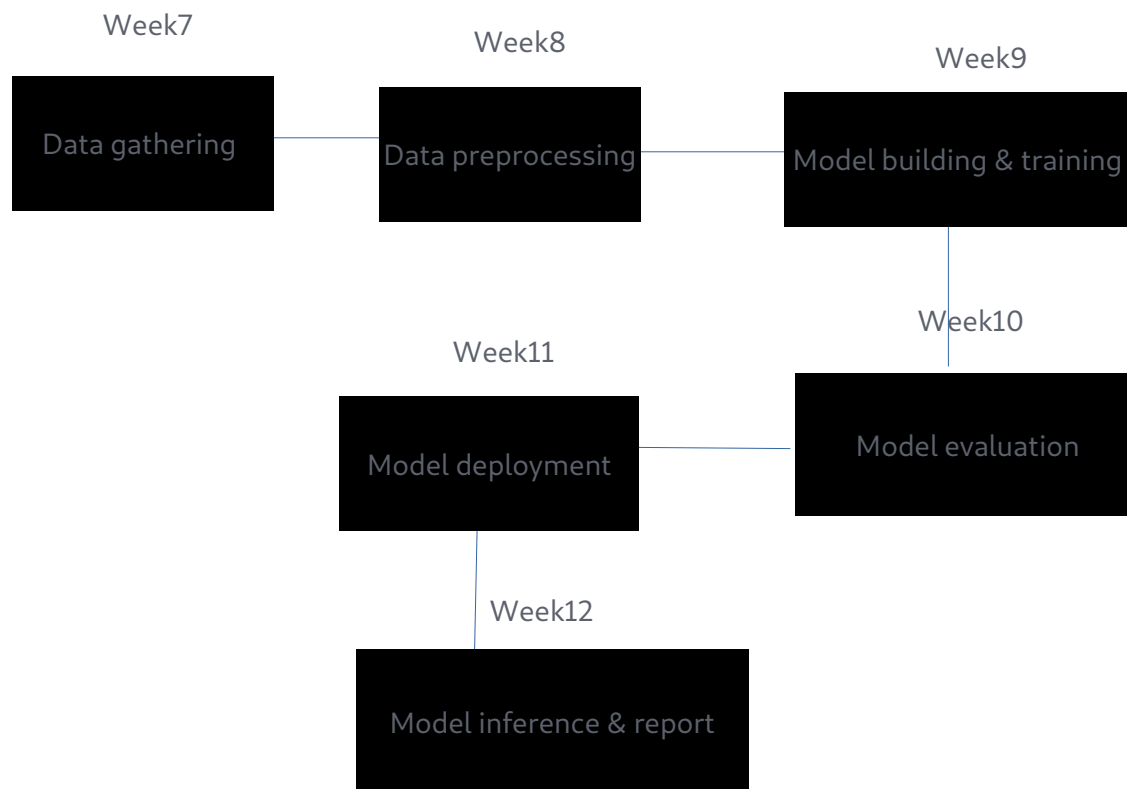 Week7
Data gathering
Week8
Data preprocessing
Week9
Model building & training
Week10
Model evaluation
Week11
Model deployment
Week12
Model inference & report